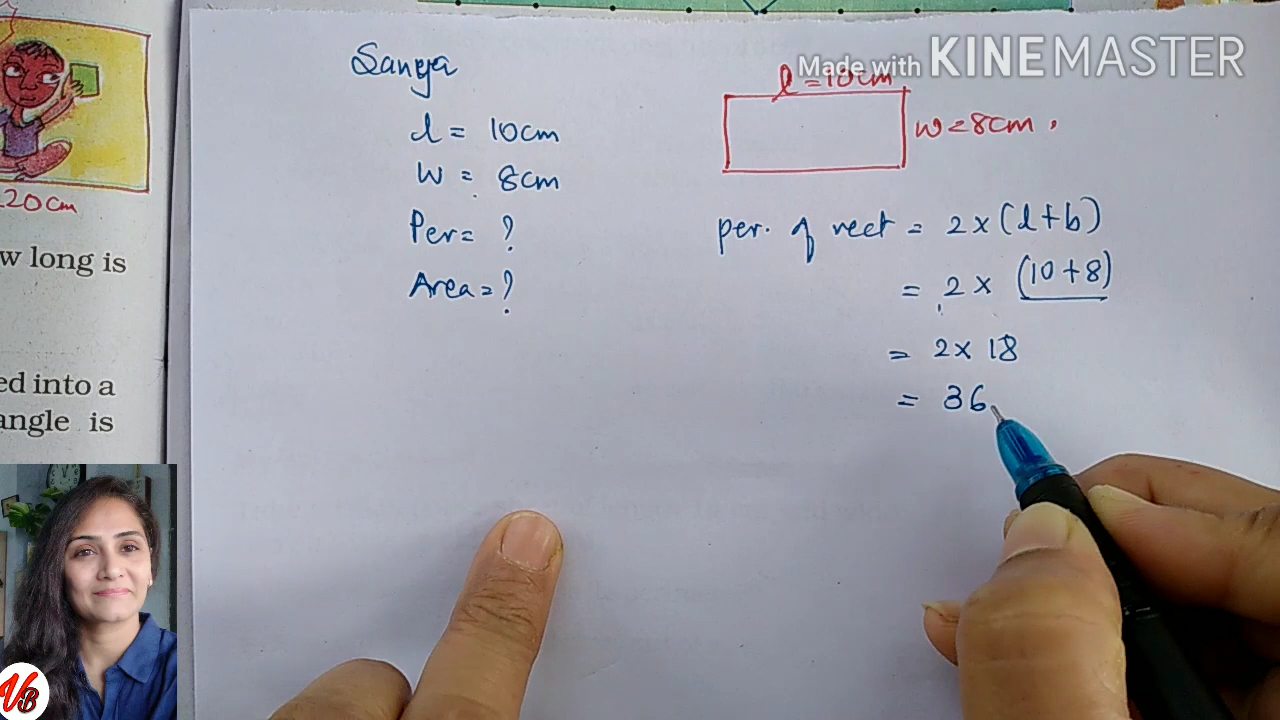 Made with KINEMASTER
Sanya
l = 10cm
w = 8cm
Per = ?
Area = ?
l = 10cm
w = 8cm.
per. of rect = 2 × (l + b)
= 2 × (10 + 8)
= 2 × 18
= 36
20cm
w long is
ed into a
angle is
VB